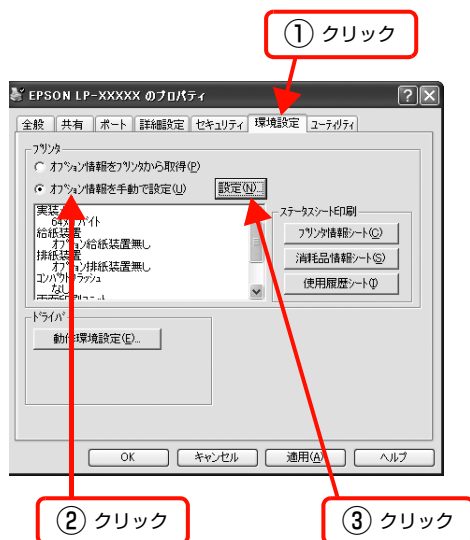 ① クリック
EPSON LP-XXXXX のプロパティ
全般 共有 ポート 詳細設定 セキュリティ 環境設定 ユーティリティ
プリンタ
オプション情報をプリンタから取得(P)
オプション情報を手動で設定(U) 設定(N)...
ステータスシート印刷
64メ バイト
給紙装置
オプション給紙装置無し
排紙装置
オプション排紙装置無し
コンパクトフラッシュ
なし
プリンタ情報シート(C)
消耗品情報シート(S)
使用履歴シート(I)
ドライバ
動作環境設定(E)...
OK キャンセル 適用(A) ヘルプ
② クリック
③ クリック